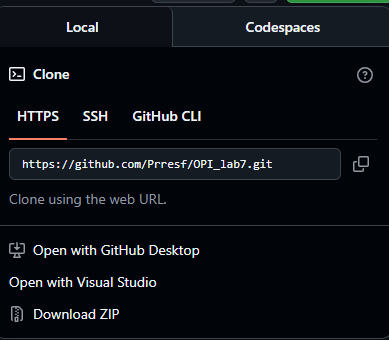 Local
Codespaces
Clone
HTTPS
SSH
GitHub CLI
https://github.com/Prresf/OPI_lab7.git
Clone using the web URL.
Open with GitHub Desktop
Open with Visual Studio
Download ZIP